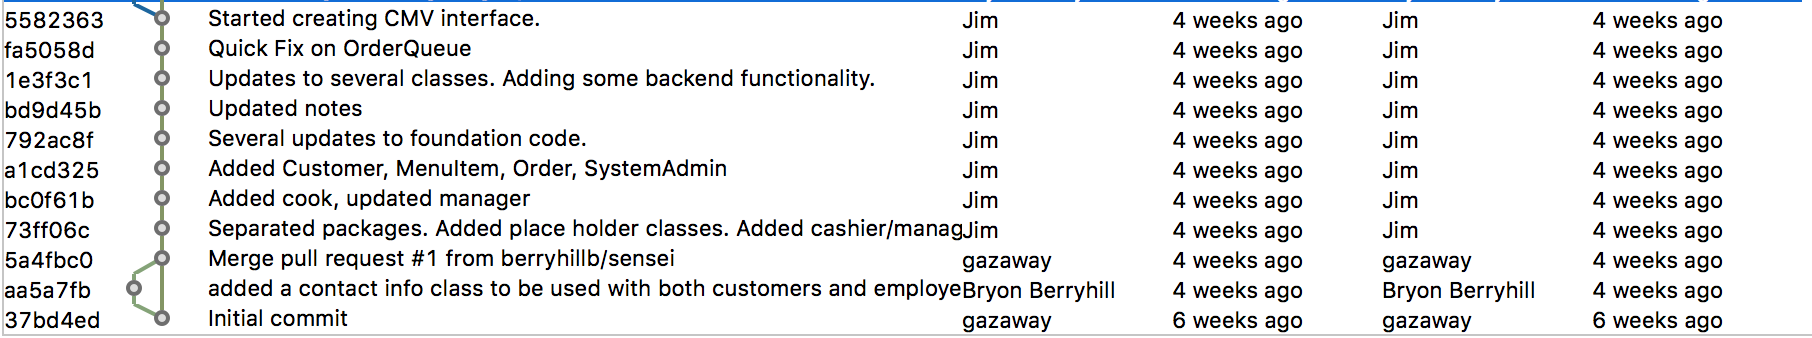 5582363 Started creating CMV interface. Jim 4 weeks ago Jim 4 weeks ago
fa5058d Quick Fix on OrderQueue Jim 4 weeks ago Jim 4 weeks ago
1e3f3c1 Updates to several classes. Adding some backend functionality. Jim 4 weeks ago Jim 4 weeks ago
bd9d45b Updated notes Jim 4 weeks ago Jim 4 weeks ago
792ac8f Several updates to foundation code. Jim 4 weeks ago Jim 4 weeks ago
a1cd325 Added Customer, MenuItem, Order, SystemAdmin Jim 4 weeks ago Jim 4 weeks ago
bc0f61b Added cook, updated manager Jim 4 weeks ago Jim 4 weeks ago
73ff06c Separated packages. Added place holder classes. Added cashier/manag Jim 4 weeks ago Jim 4 weeks ago
5a4fbc0 Merge pull request #1 from berryhillb/sensei gazaway 4 weeks ago gazaway 4 weeks ago
aa5a7fb added a contact info class to be used with both customers and employe Bryon Berryhill 4 weeks ago Bryon Berryhill 4 weeks ago
37bd4ed Initial commit gazaway 6 weeks ago gazaway 6 weeks ago